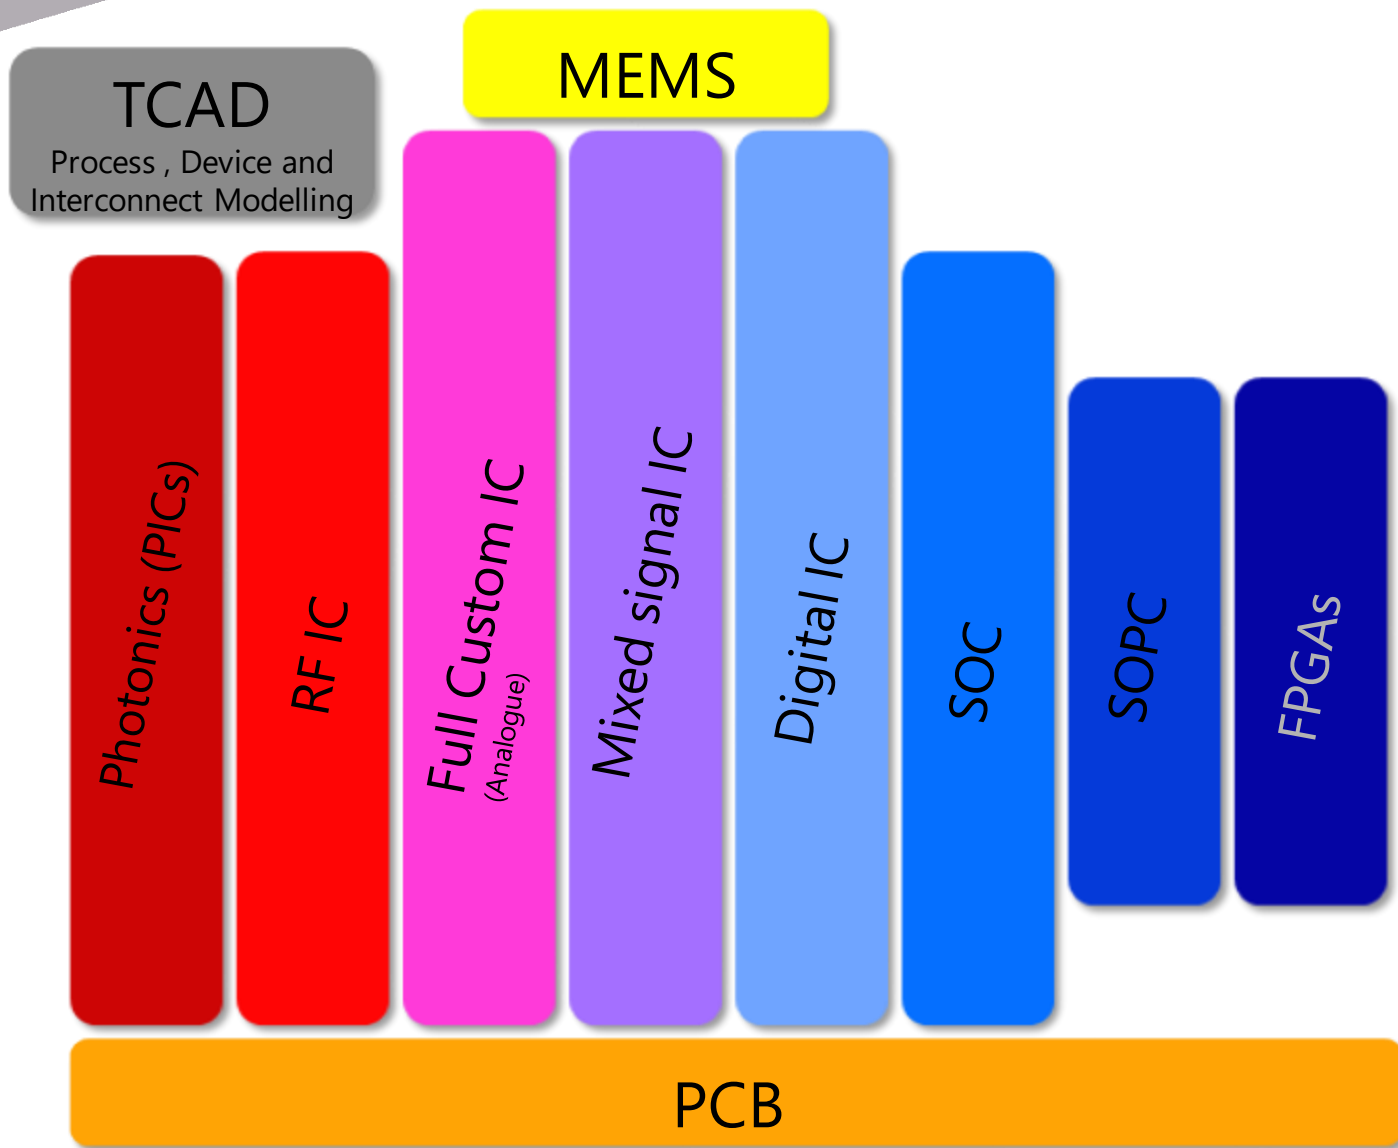 MEMS
TCAD
Process , Device and
Interconnect Modelling
Photonics (PICs)
RF IC
Full Custom IC
(Analogue)
Mixed signal IC
Digital IC
SOC
SOPC
FPGAs
PCB